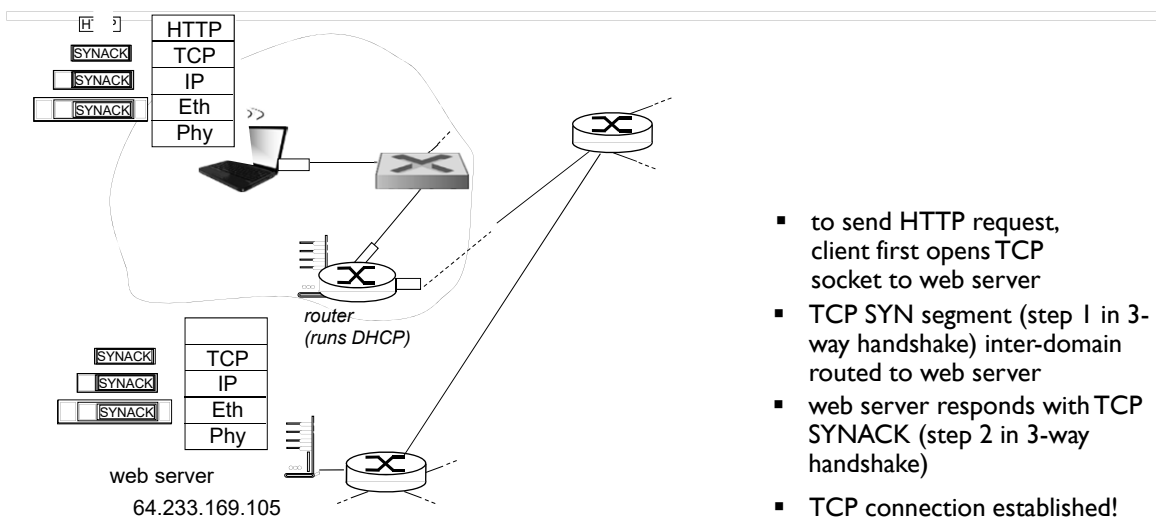 HTTP
SYNACK TCP
SYNACK IP
SYNACK Eth
Phy
router
(runs DHCP)
SYNACK TCP
SYNACK IP
SYNACK Eth
Phy
web server
64.233.169.105
▪ to send HTTP request,
client first opens TCP
socket to web server
▪ TCP SYN segment (step 1 in 3-
way handshake) inter-domain
routed to web server
▪ web server responds with TCP
SYNACK (step 2 in 3-way
handshake)
▪ TCP connection established!